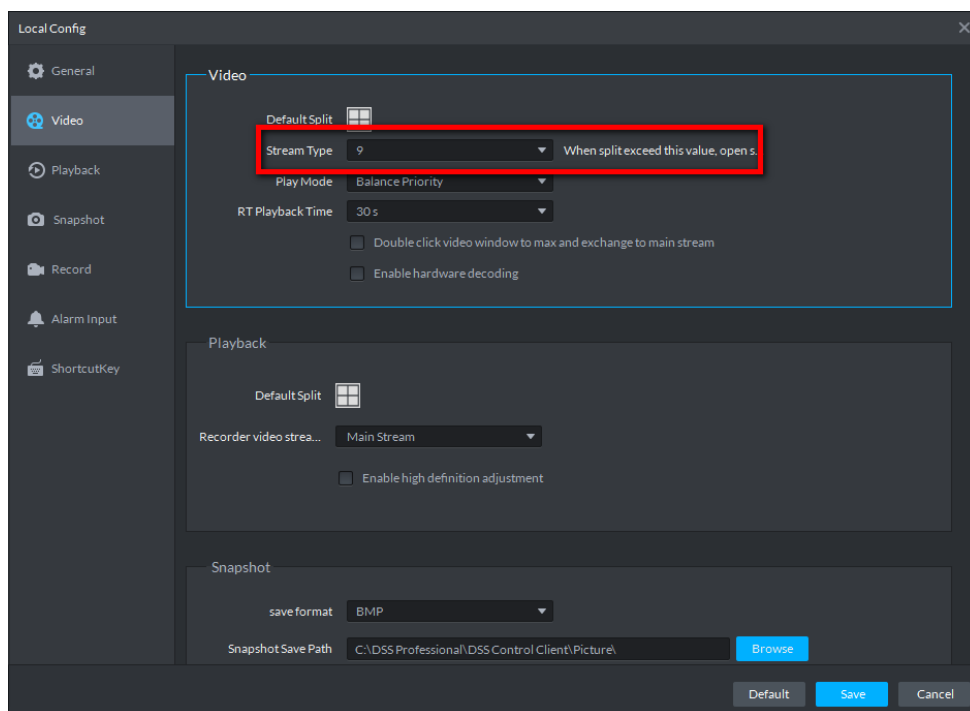 Local Config
General
Video
Playback
Snapshot
Record
Alarm Input
ShortcutKey
Video
Default Split
Stream Type 9 When split exceed this value, open s.
Play Mode Balance Priority
RT Playback Time 30 s
Double click video window to max and exchange to main stream
Enable hardware decoding
Playback
Default Split
Recorder video strea... Main Stream
Enable high definition adjustment
Snapshot
save format BMP
Snapshot Save Path C:\DSS Professional\DSS Control Client\Picture\ Browse
Default Save Cancel